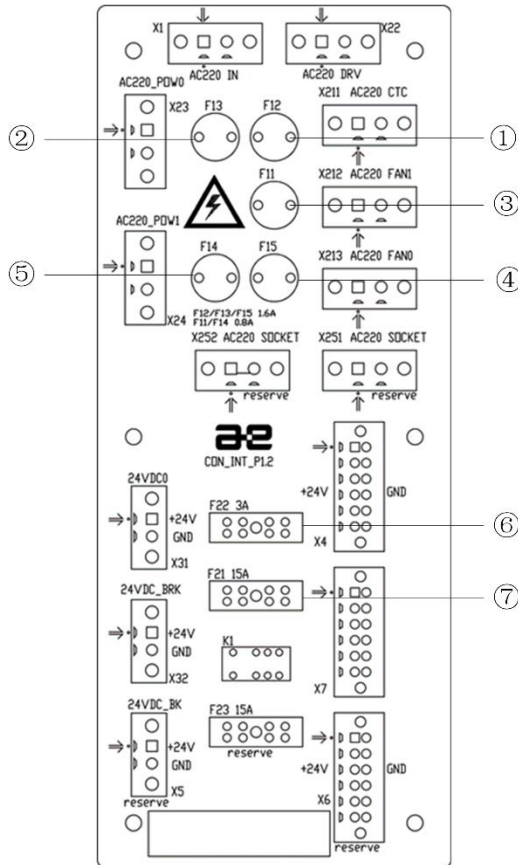 X1
X22
AC220 IN
AC220 DRV
AC220_POW0
X23
F13
F12
X211 AC220 CTC
②
①
F11
X212 AC220 FAN1
③
AC220_POW1
X24
F14
F15
X213 AC220 FAN0
⑤
④
F12/F13/F15 1.6A
F11/F14 0.8A
X252 AC220 SOCKET
X251 AC220 SOCKET
reserve
reserve
ae
CON_INT_P1.2
24VDC0
+24V
GND
X31
F22 3A
⑥
+24V
GND
X4
F21 15A
⑦
24VDC_BRK
+24V
GND
X32
K1
X7
24VDC_BK
+24V
GND
X5
reserve
F23 15A
reserve
+24V
GND
X6
reserve